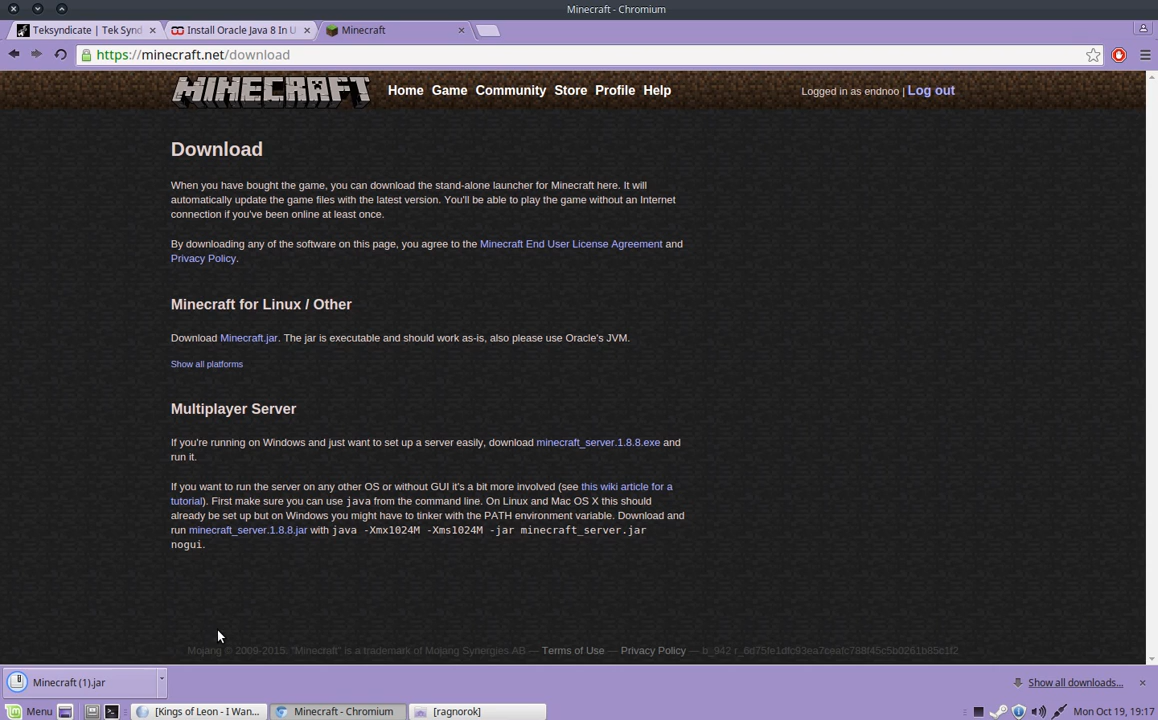 Minecraft - Chromium
Teksyndicate | Tek Synd
Install Oracle Java 8 In U
Minecraft
https://minecraft.net/download
MINECRAFT
Home Game Community Store Profile Help
Logged in as endnoo | Log out
Download
When you have bought the game, you can download the stand-alone launcher for Minecraft here. It will
automatically update the game files with the latest version. You'll be able to play the game without an Internet
connection if you've been online at least once.
By downloading any of the software on this page, you agree to the Minecraft End User License Agreement and
Privacy Policy.
Minecraft for Linux / Other
Download Minecraft.jar. The jar is executable and should work as-is, also please use Oracle's JVM.
Show all platforms
Multiplayer Server
If you're running on Windows and just want to set up a server easily, download minecraft_server.1.8.8.exe and
run it.
If you want to run the server on any other OS or without GUI it's a bit more involved (see this wiki article for a
tutorial). First make sure you can use java from the command line. On Linux and Mac OS X this should
already be set up but on Windows you might have to tinker with the PATH environment variable. Download and
run minecraft_server.1.8.8.jar with java -Xmx1024M -Xms1024M -jar minecraft_server.jar
nogui.
Mojang © 2009-2015. "Minecraft" is a trademark of Mojang Synergies AB — Terms of Use — Privacy Policy —
Minecraft (1).jar
Show all downloads...
Menu
[Kings of Leon - I Wan...
Minecraft - Chromium
[ragnorok]
Mon Oct 19, 19:17